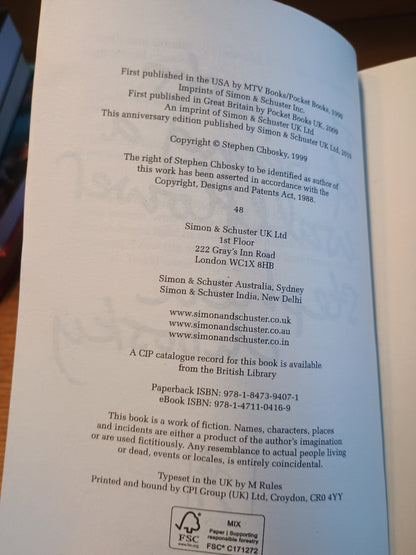 First published in the USA by MTV Books/Pocket Books, 1999
Imprints of Simon & Schuster Inc.
First published in Great Britain by Pocket Books UK, 2009
An imprint of Simon & Schuster UK Ltd
This anniversary edition published by Simon & Schuster UK Ltd, 2019
Copyright © Stephen Chbosky, 1999
The right of Stephen Chbosky to be identified as author of
this work has been asserted in accordance with the
Copyright, Designs and Patents Act, 1988.
48
Simon & Schuster UK Ltd
1st Floor
222 Gray's Inn Road
London WC1X 8HB
Simon & Schuster Australia, Sydney
Simon & Schuster India, New Delhi
www.simonandschuster.co.uk
www.simonandschuster.com.au
www.simonandschuster.co.in
A CIP catalogue record for this book is available
from the British Library
Paperback ISBN: 978-1-8473-9407-1
eBook ISBN: 978-1-4711-0416-9
This book is a work of fiction. Names, characters, places
and incidents are either a product of the author's imagination
or are used fictitiously. Any resemblance to actual people living
or dead, events or locales, is entirely coincidental.
Typeset in the UK by M Rules
Printed and bound by CPI Group (UK) Ltd, Croydon, CR0 4YY
FSC
www.fsc.org
MIX
Paper | Supporting
responsible forestry
FSC® C171272